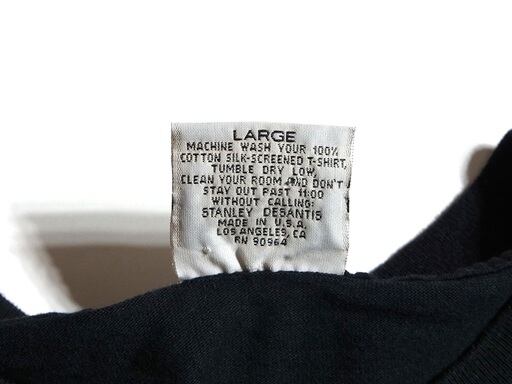 LARGE
MACHINE WASH YOUR 100%
COTTON SILK-SCREENED T-SHIRT,
TUMBLE DRY LOW,
CLEAN YOUR ROOM AND DON'T
STAY OUT PAST 11:00
WITHOUT CALLING:
STANLEY DESANTIS
MADE IN U.S.A.
LOS ANGELES, CA
RN 90964